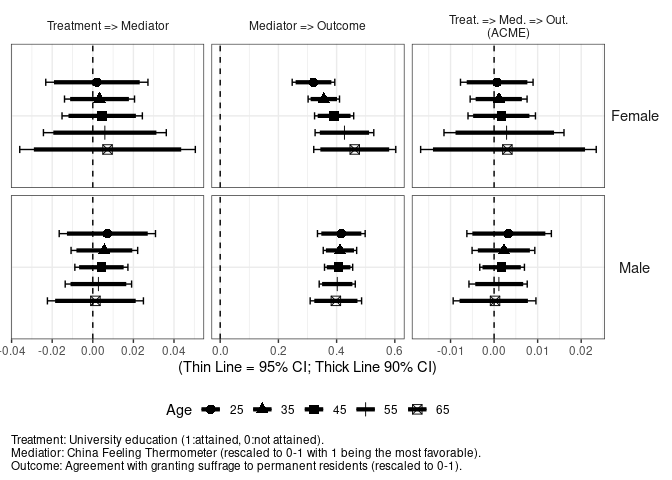 Treatment => Mediator
Mediator => Outcome
Treat. => Med. => Out.
(ACME)
Female
Male
-0.04 -0.02 0.00 0.02 0.04
0.0 0.2 0.4 0.6
-0.01 0.00 0.01 0.02
(Thin Line = 95% CI; Thick Line 90% CI)
Age 25 35 45 55 65
Treatment: University education (1:attained, 0:not attained).
Mediatior: China Feeling Thermometer (rescaled to 0-1 with 1 being the most favorable).
Outcome: Agreement with granting suffrage to permanent residents (rescaled to 0-1).